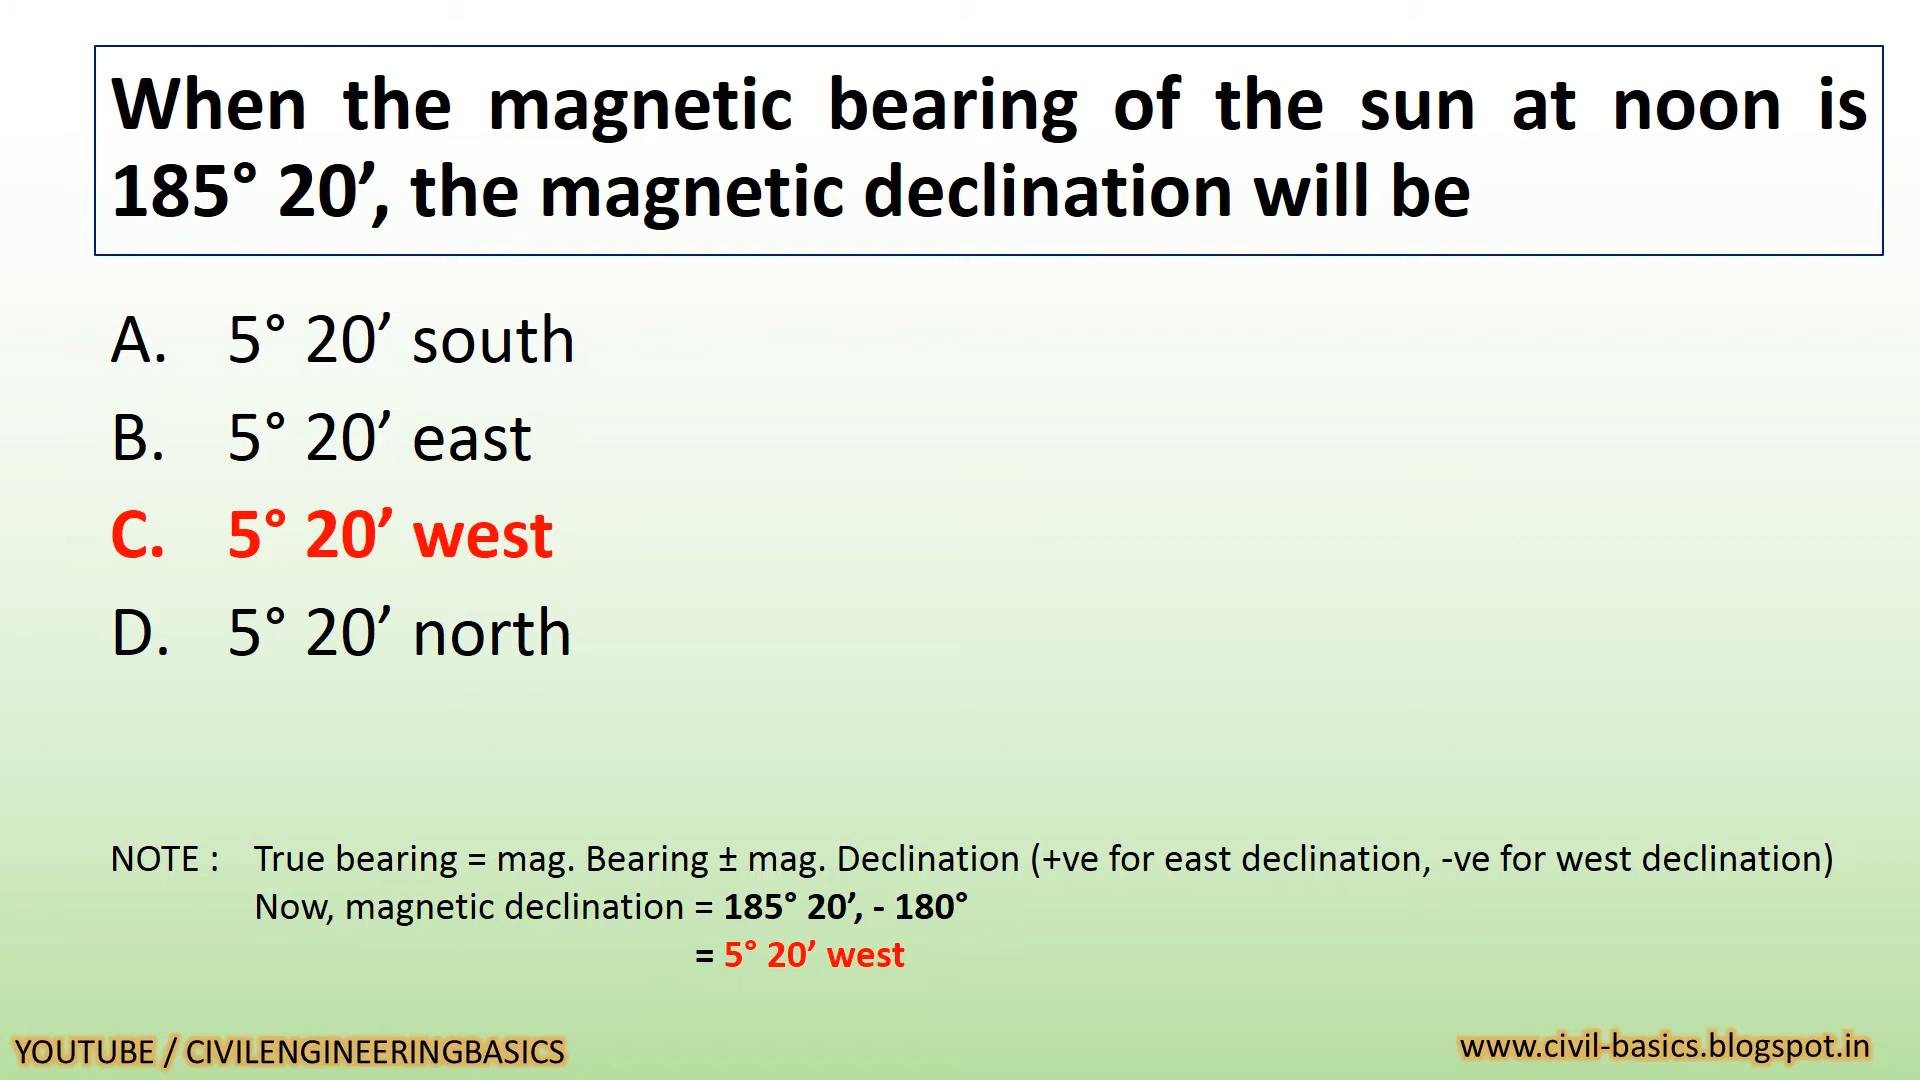 When the magnetic bearing of the sun at noon is
185° 20’, the magnetic declination will be
A. 5° 20’ south
B. 5° 20’ east
C. 5° 20’ west
D. 5° 20’ north
NOTE : True bearing = mag. Bearing ± mag. Declination (+ve for east declination, -ve for west declination)
Now, magnetic declination = 185° 20’, - 180°
= 5° 20’ west
YOUTUBE / CIVILENGINEERINGBASICS
www.civil-basics.blogspot.in